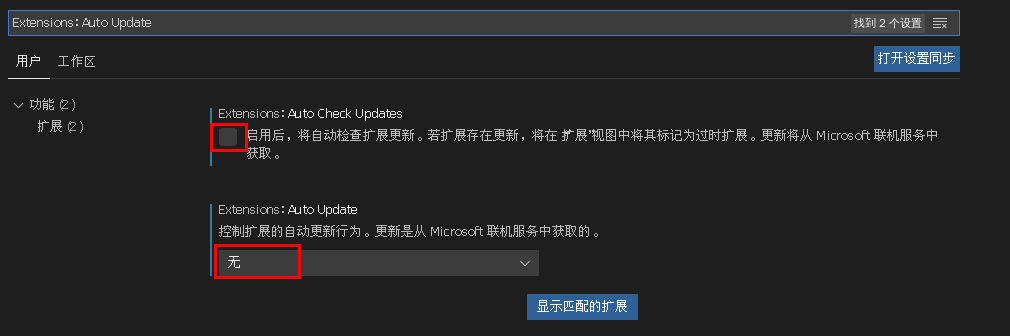 Extensions: Auto Update
找到 2 个设置
用户
工作区
打开设置同步
功能 (2)
扩展 (2)
Extensions: Auto Check Updates
启用后，将自动检查扩展更新。若扩展存在更新，将在"扩展"视图中将其标记为过时扩展。更新将从 Microsoft 联机服务中
获取。
Extensions: Auto Update
控制扩展的自动更新行为。更新是从 Microsoft 联机服务中获取的。
无
显示匹配的扩展